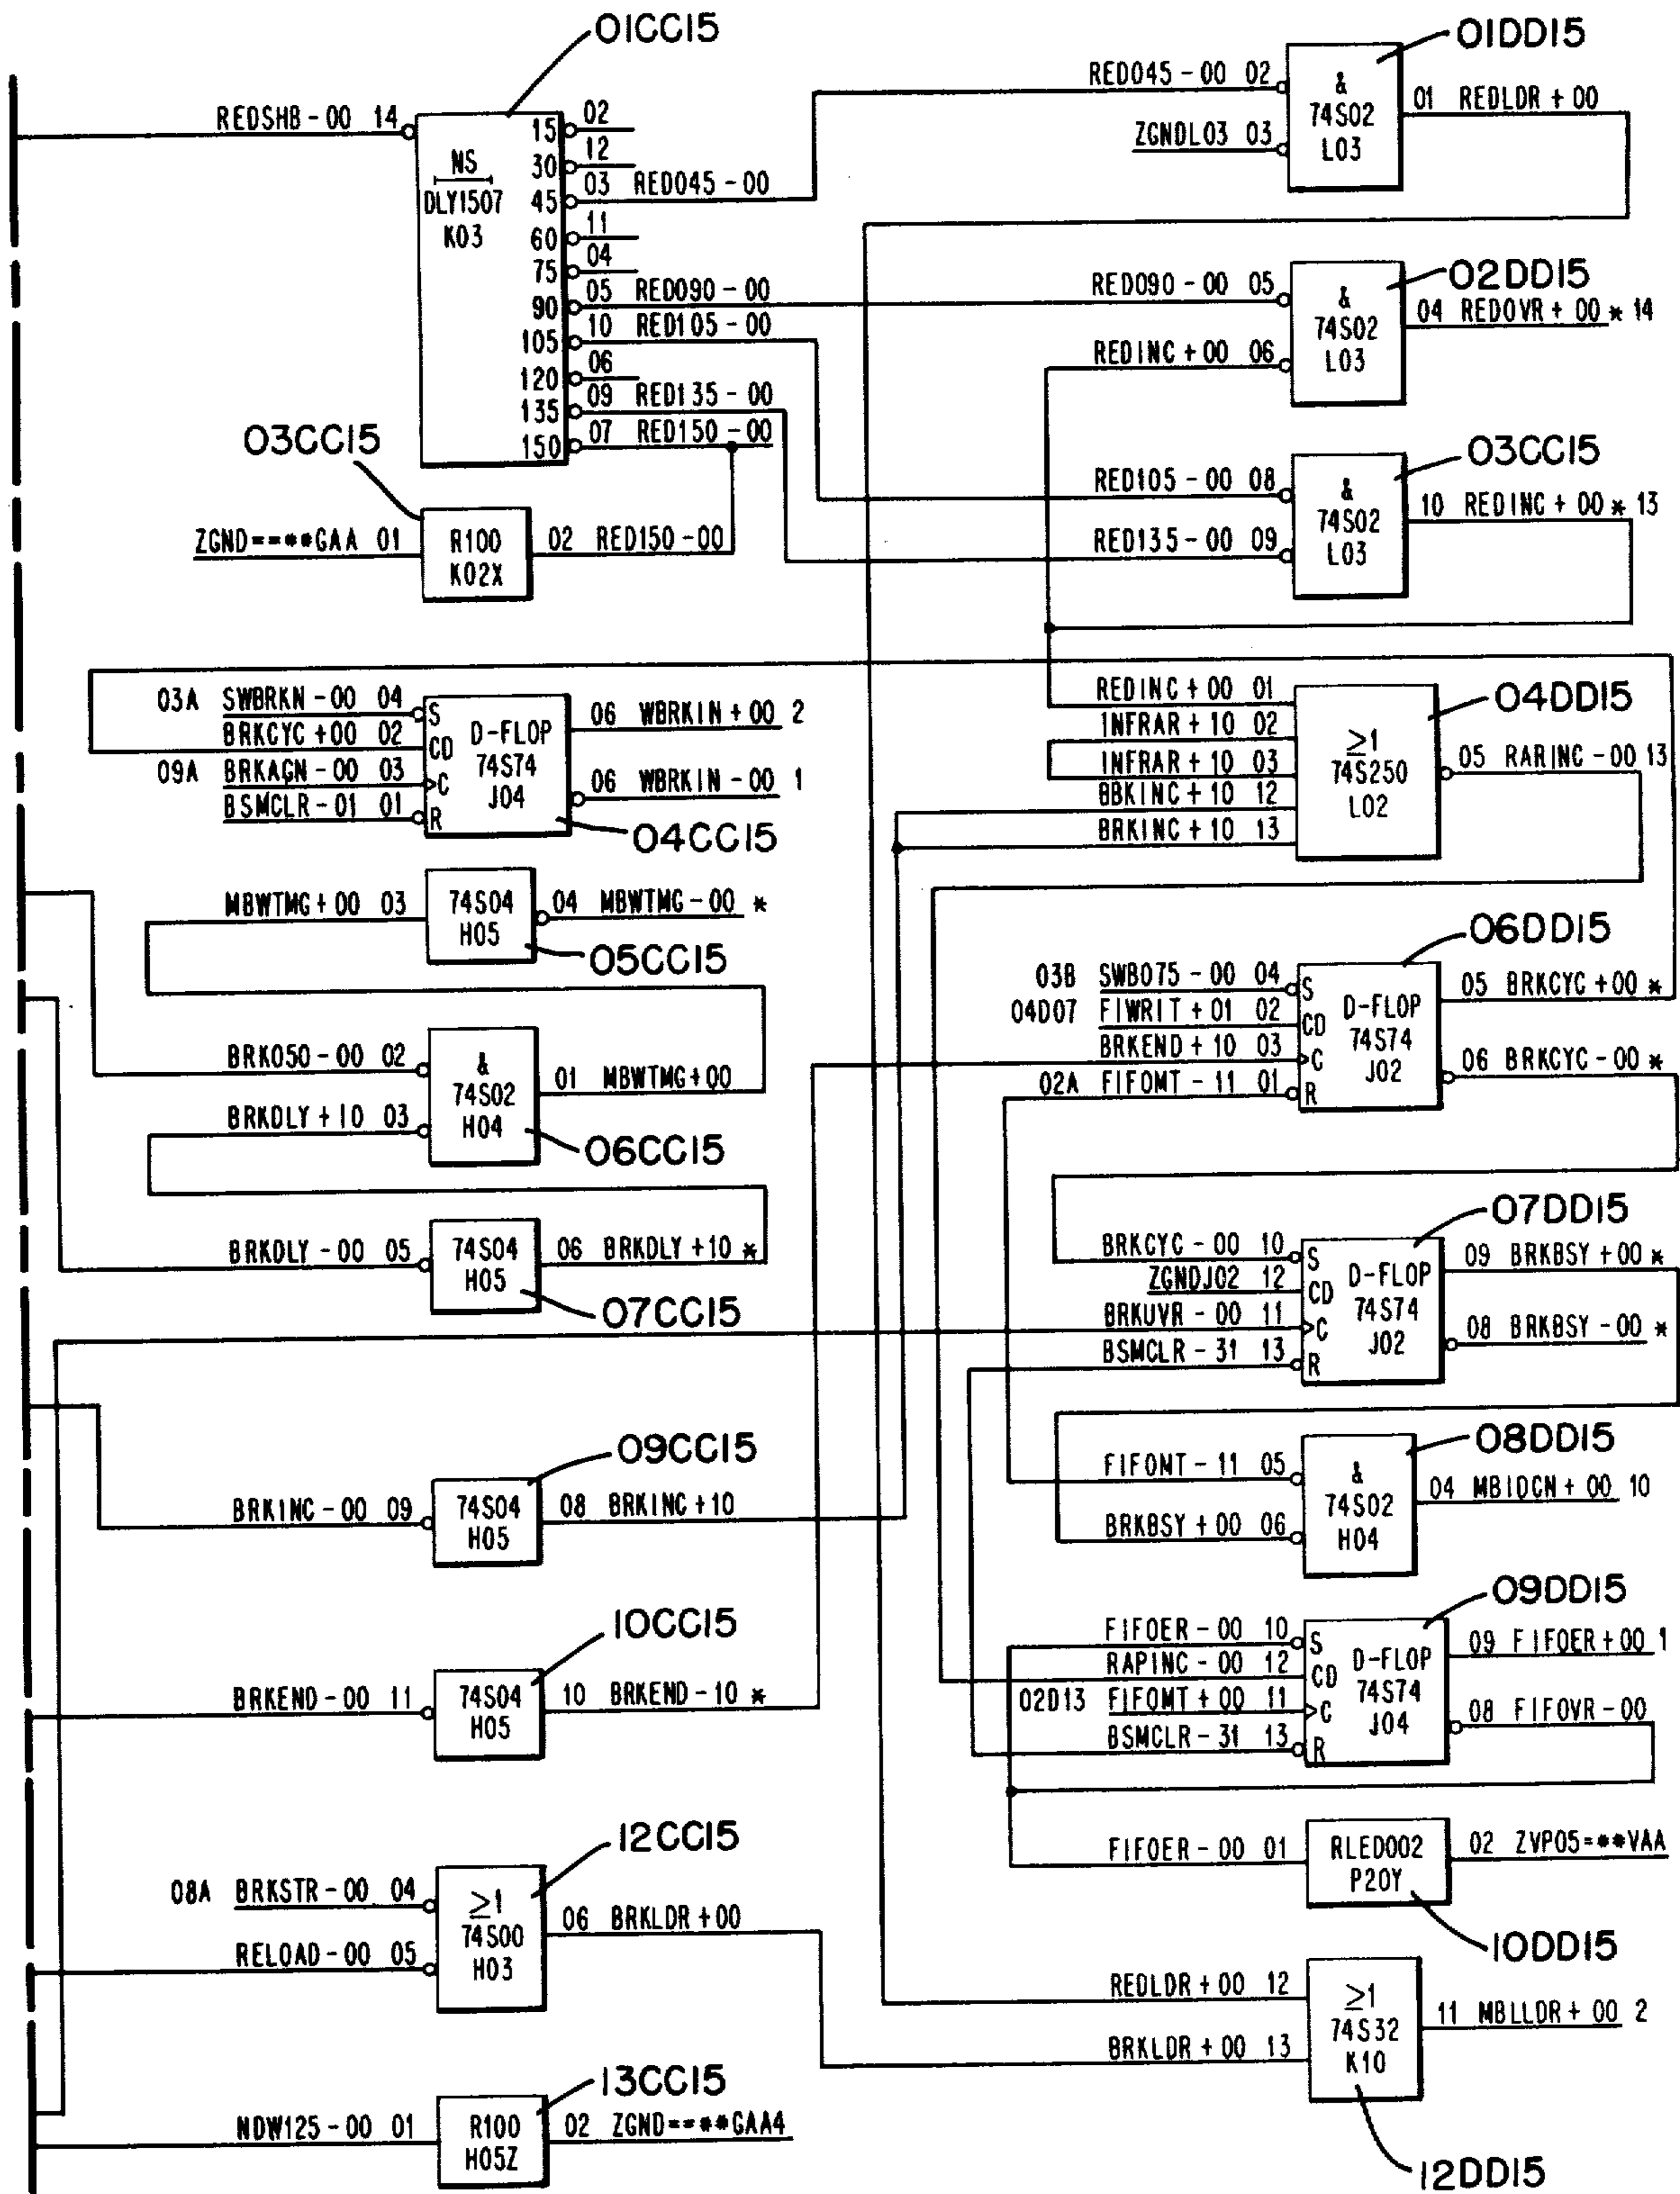 01CC15
REDSHB-00 14
NS
DLY1507
K03
15 02
30 12
45 03 RED045-00
60 11
75 04
90 05 RED090-00
105 10 RED105-00
120 06
135 09 RED135-00
150 07 RED150-00
03CC15
ZGND==**GAA 01
R100
K02X
02 RED150-00
03A SWBRKN-00 04
BRKCYC+00 02
09A BRKAGN-00 03
BSMCLR-01 01
S
CD
C
R
D-FLOP
74S74
J04
06 WBRKIN+00 2
06 WBRKIN-00 1
04CC15
MBWTMG+00 03
74S04
H05
04 MBWTMG-00 *
05CC15
BRK050-00 02
BRKDLY+10 03
&
74S02
H04
01 MBWTMG+00
06CC15
BRKDLY-00 05
74S04
H05
06 BRKDLY+10 *
07CC15
09CC15
BRKINC-00 09
74S04
H05
08 BRKINC+10
10CC15
BRKEND-00 11
74S04
H05
10 BRKEND-10 *
12CC15
08A BRKSTR-00 04
RELOAD-00 05
≥1
74S00
H03
06 BRKLDR+00
13CC15
NDW125-00 01
R100
H05Z
02 ZGND==**GAA4
01DD15
RED045-00 02
ZGNDL03 03
&
74S02
L03
01 REDLDR+00
02DD15
RED090-00 05
REDINC+00 06
&
74S02
L03
04 REDOVR+00 * 14
03CC15
RED105-00 08
RED135-00 09
&
74S02
L03
10 REDINC+00 * 13
04DD15
REDINC+00 01
INFRAR+10 02
INFRAR+10 03
BBKINC+10 12
BRKINC+10 13
≥1
74S250
L02
05 RARINC-00 13
06DD15
03B SWB075-00 04
04D07 FIWRIT+01 02
BRKEND+10 03
02A FIFOMT-11 01
S
CD
C
R
D-FLOP
74S74
J02
05 BRKCYC+00 *
06 BRKCYC-00 *
07DD15
BRKCYC-00 10
ZGNDJ02 12
BRKUVR-00 11
BSMCLR-31 13
S
CD
C
R
D-FLOP
74S74
J02
09 BRKBSY+00 *
08 BRKBSY-00 *
08DD15
FIFOMT-11 05
BRKBSY+00 06
&
74S02
H04
04 MBIDCN+00 10
09DD15
FIFOER-00 10
RAPINC-00 12
02D13 FIFOMT+00 11
BSMCLR-31 13
S
CD
C
R
D-FLOP
74S74
J04
09 FIFOER+00 1
08 FIFOVR-00
FIFOER-00 01
RLED002
P20Y
02 ZVP05=**VAA
10DD15
REDLDR+00 12
BRKLDR+00 13
≥1
74S32
K10
11 MBLLDR+00 2
12DD15